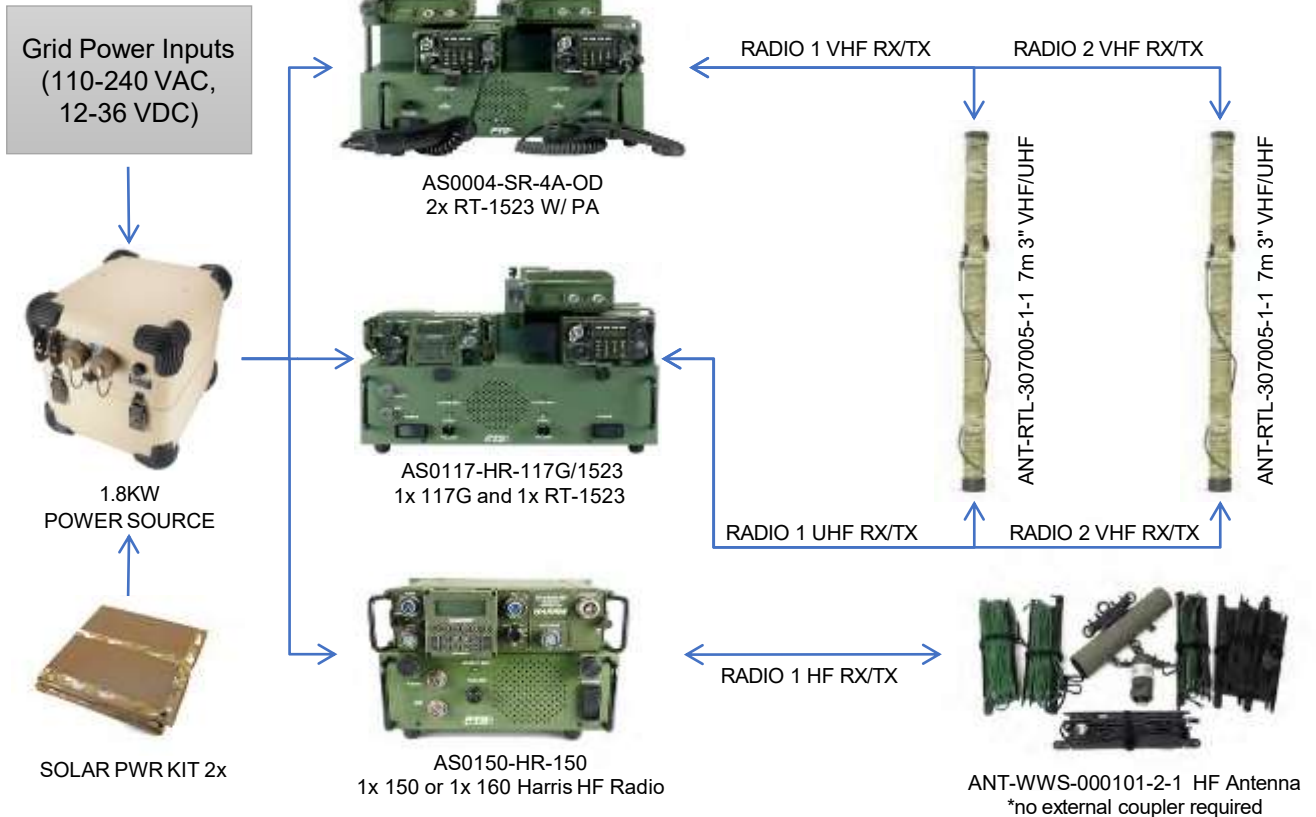 Grid Power Inputs
(110-240 VAC,
12-36 VDC)
RADIO 1 VHF RX/TX
RADIO 2 VHF RX/TX
AS0004-SR-4A-OD
2x RT-1523 W/ PA
ANT-RTL-307005-1-1 7m 3" VHF/UHF
ANT-RTL-307005-1-1 7m 3" VHF/UHF
1.8KW
POWER SOURCE
AS0117-HR-117G/1523
1x 117G and 1x RT-1523
RADIO 1 UHF RX/TX
RADIO 2 VHF RX/TX
RADIO 1 HF RX/TX
SOLAR PWR KIT 2x
AS0150-HR-150
1x 150 or 1x 160 Harris HF Radio
ANT-WWS-000101-2-1 HF Antenna
*no external coupler required